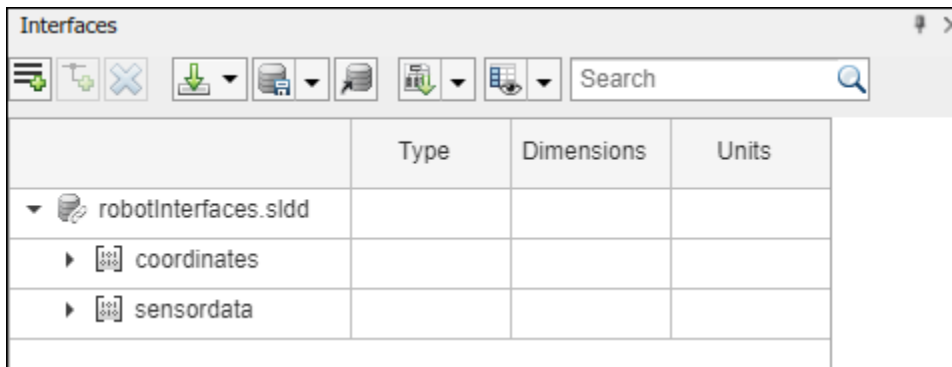 Interfaces
Search
Type Dimensions Units
robotInterfaces.sldd
coordinates
sensordata